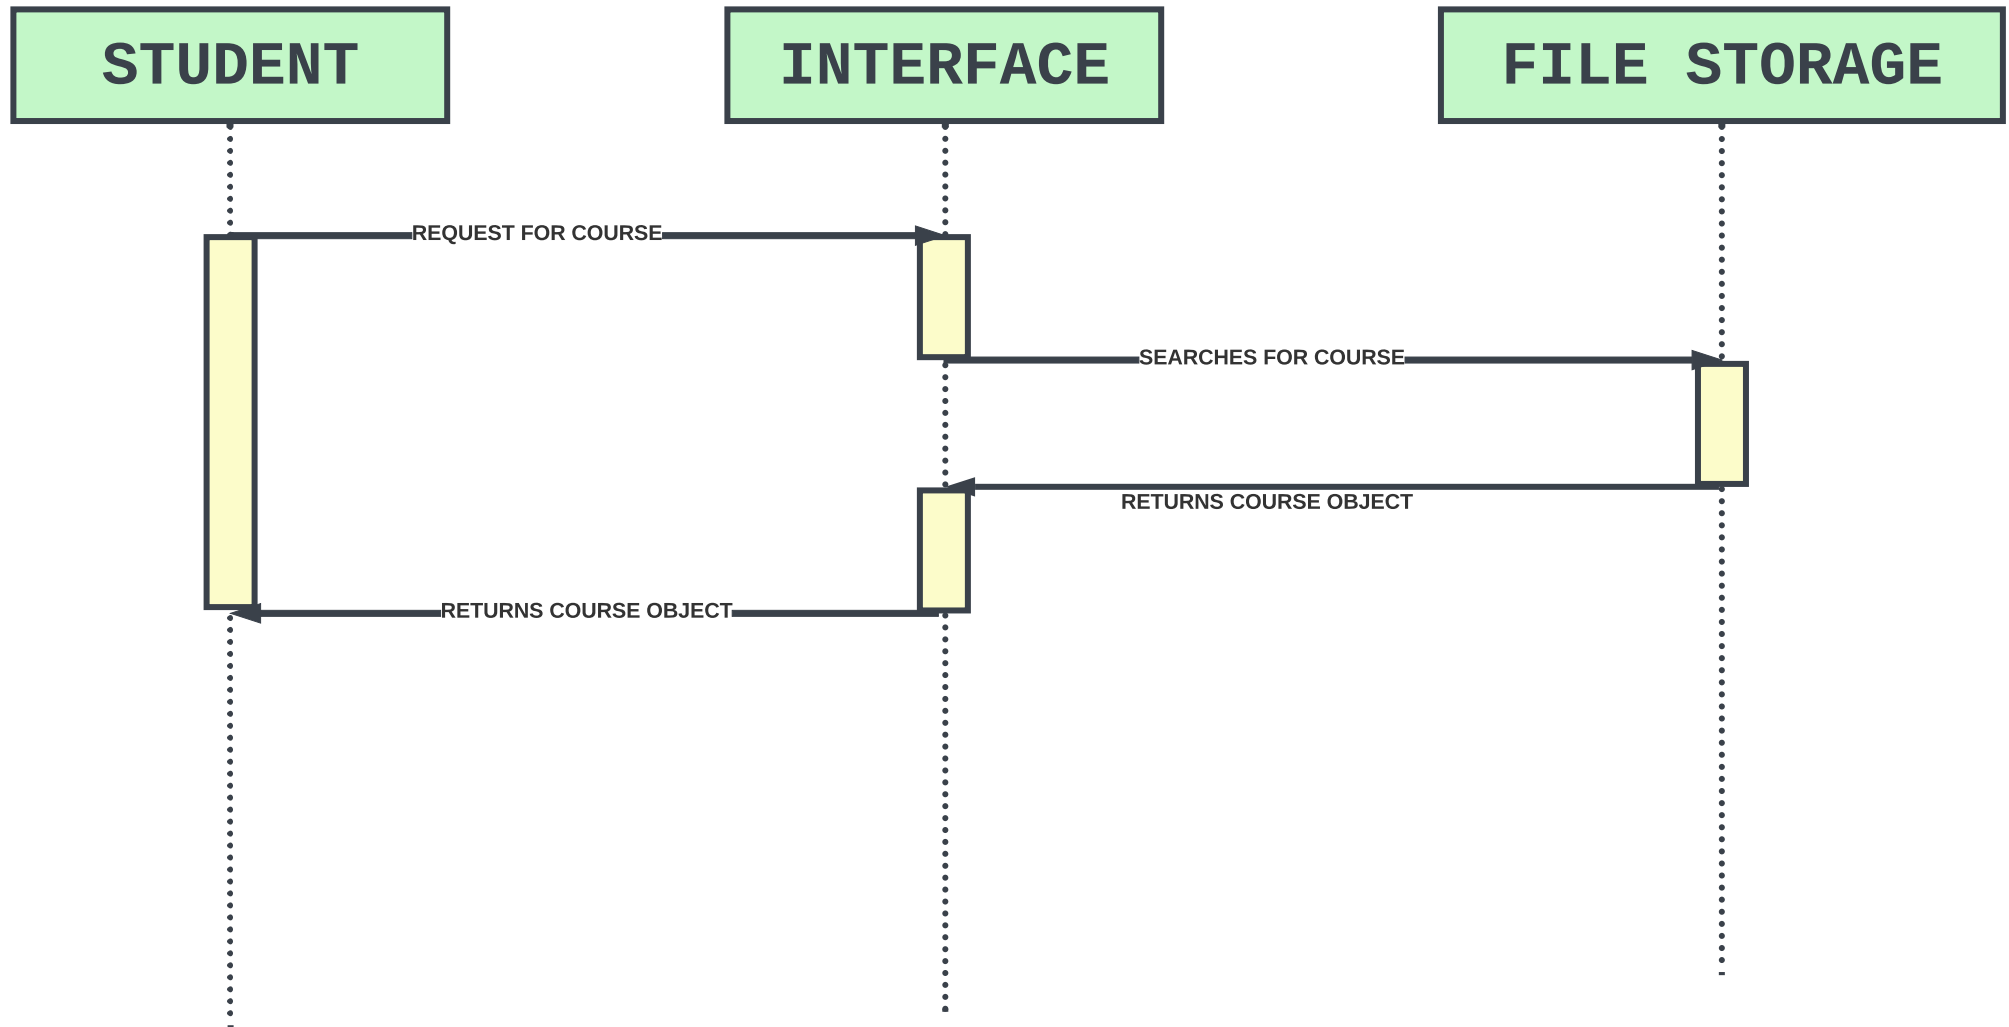 STUDENT
INTERFACE
FILE STORAGE
REQUEST FOR COURSE
SEARCHES FOR COURSE
RETURNS COURSE OBJECT
RETURNS COURSE OBJECT